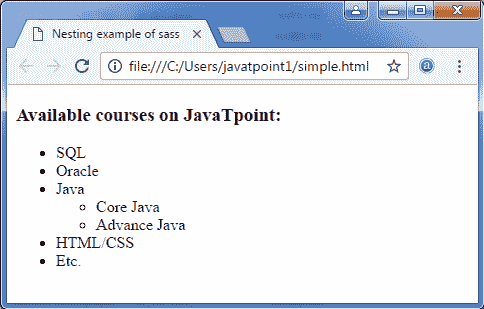 Nesting example of sass
file:///C:/Users/javatpoint1/simple.html
a
Available courses on JavaTpoint:
SQL
Oracle
Java
Core Java
Advance Java
HTML/CSS
Etc.